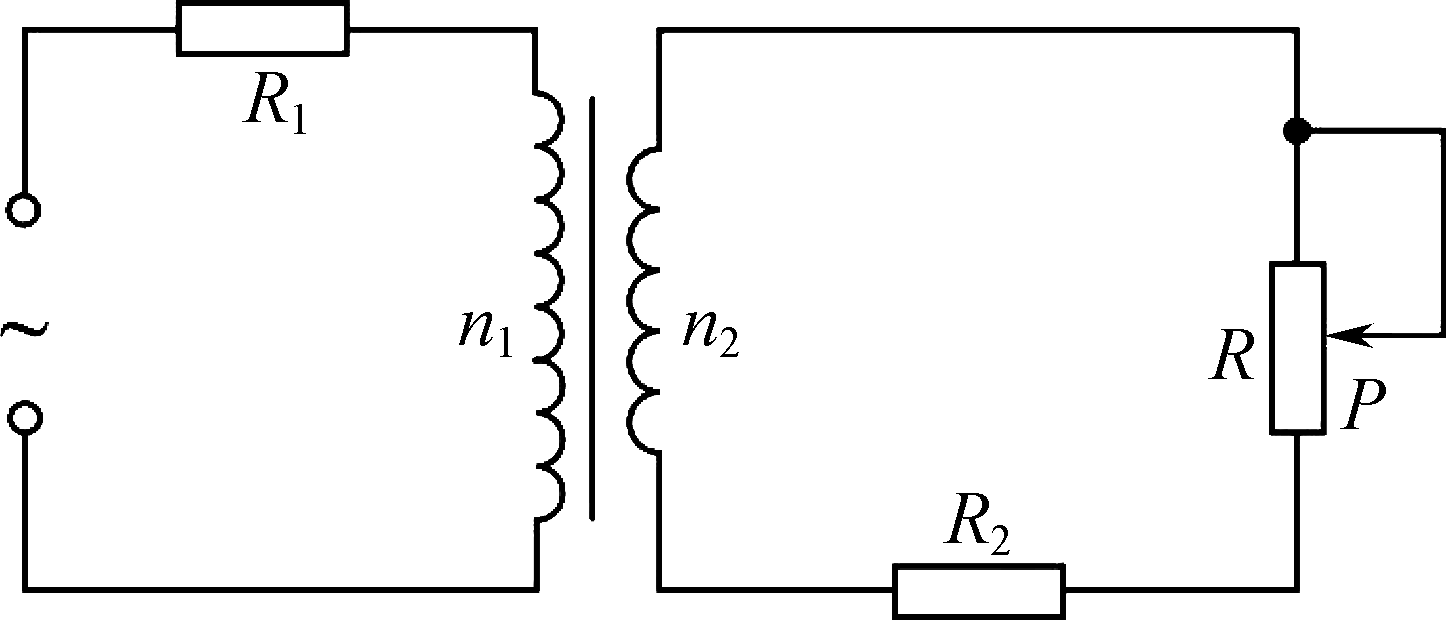 R₁
~
n₁
n₂
R
P
R₂